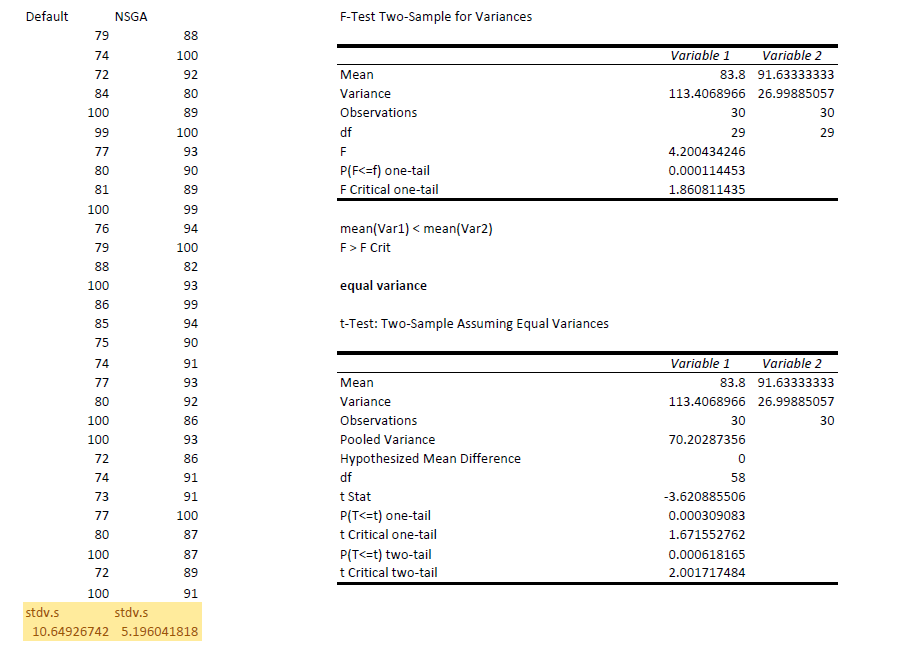 Default NSGA F-Test Two-Sample for Variances
79 88
74 100 Variable 1 Variable 2
72 92 Mean 83.8 91.63333333
84 80 Variance 113.4068966 26.99885057
100 89 Observations 30 30
99 100 df 29 29
77 93 F 4.200434246
80 90 P(F<=f) one-tail 0.000114453
81 89 F Critical one-tail 1.860811435
100 99
76 94 mean(Var1) < mean(Var2)
79 100 F > F Crit
88 82
100 93 equal variance
86 99
85 94 t-Test: Two-Sample Assuming Equal Variances
75 90
74 91 Variable 1 Variable 2
77 93 Mean 83.8 91.63333333
80 92 Variance 113.4068966 26.99885057
100 86 Observations 30 30
100 93 Pooled Variance 70.20287356
72 86 Hypothesized Mean Difference 0
74 91 df 58
73 91 t Stat -3.620885506
77 100 P(T<=t) one-tail 0.000309083
80 87 t Critical one-tail 1.671552762
100 87 P(T<=t) two-tail 0.000618165
72 89 t Critical two-tail 2.001717484
100 91
stdv.s stdv.s
10.64926742 5.196041818